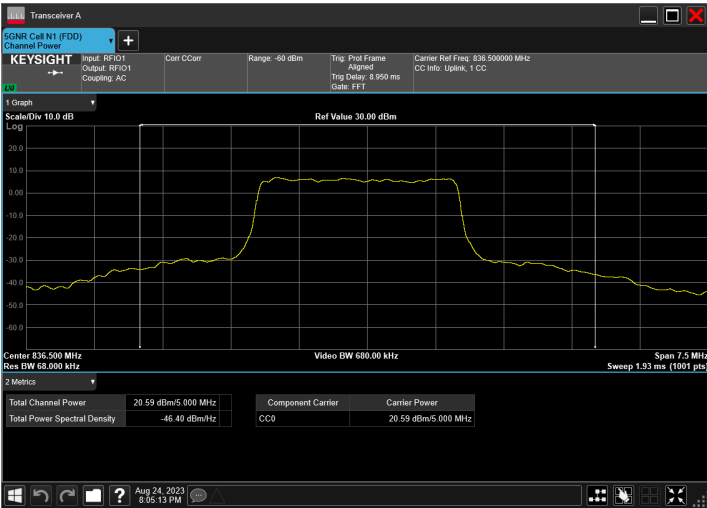 Transceiver A
5GNR Cell N1 (FDD)
Channel Power
KEYSIGHT
Input: RFIO1
Output: RFIO1
Coupling: AC
Corr CCorr
Range: -60 dBm
Trig: Prot Frame
Aligned
Trig Delay: 8.950 ms
Gate: FFT
Carrier Ref Freq: 836.500000 MHz
CC Info: Uplink, 1 CC
LXI
1 Graph
Scale/Div 10.0 dB
Ref Value 30.00 dBm
Log
20.0
10.0
0.00
-10.0
-20.0
-30.0
-40.0
-50.0
-60.0
Center 836.500 MHz
Video BW 680.00 kHz
Span 7.5 MHz
Res BW 68.000 kHz
Sweep 1.93 ms (1001 pts)
2 Metrics
Total Channel Power 20.59 dBm/5.000 MHz
Total Power Spectral Density -46.40 dBm/Hz
Component Carrier Carrier Power
CC0 20.59 dBm/5.000 MHz
Aug 24, 2023
8:05:13 PM